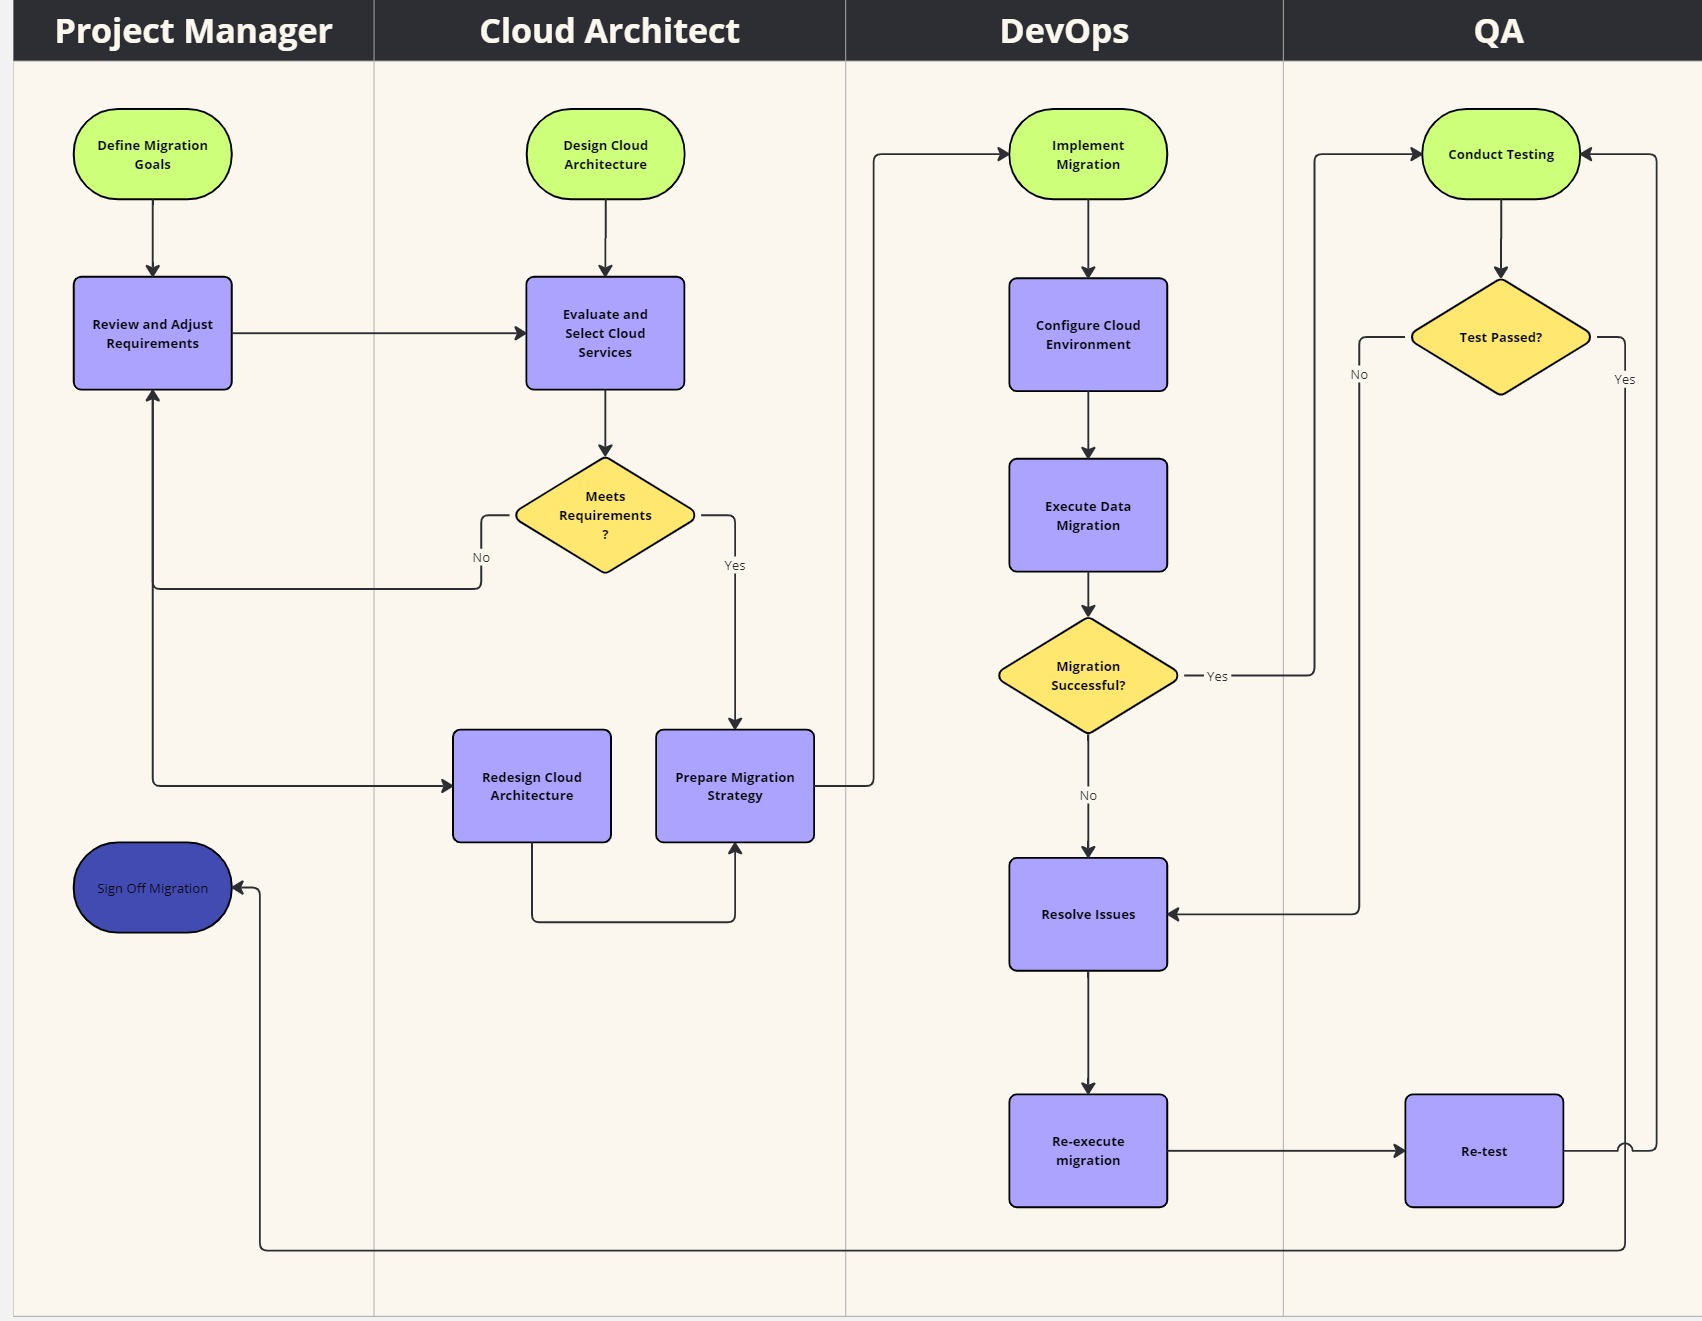 Project Manager
Cloud Architect
DevOps
QA
Define Migration
Goals
Review and Adjust
Requirements
Sign Off Migration
Design Cloud
Architecture
Evaluate and
Select Cloud
Services
Meets
Requirements
?
No
Yes
Redesign Cloud
Architecture
Prepare Migration
Strategy
Implement
Migration
Configure Cloud
Environment
Execute Data
Migration
Migration
Successful?
Yes
No
Resolve Issues
Re-execute
migration
Conduct Testing
Test Passed?
No
Yes
Re-test